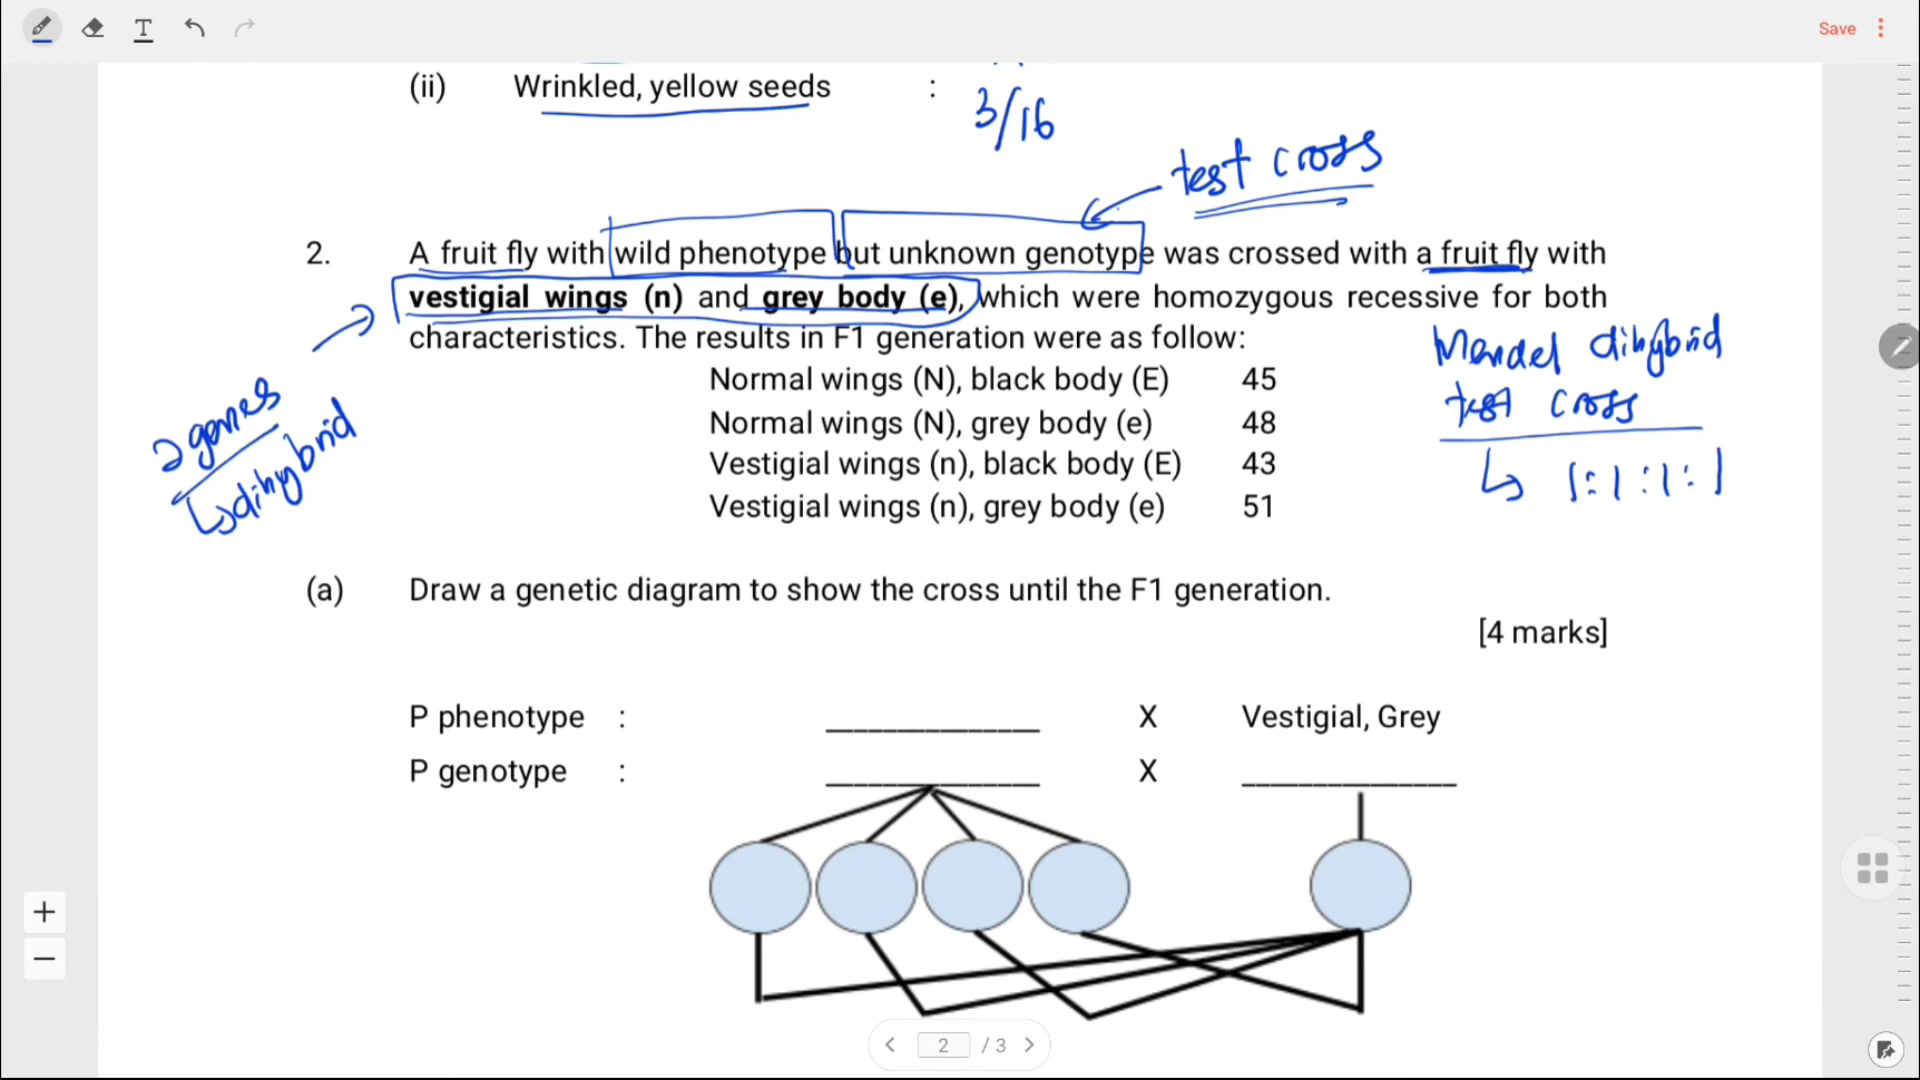 T
Save
(ii) Wrinkled, yellow seeds :
3/16
test cross
2. A fruit fly with wild phenotype but unknown genotype was crossed with a fruit fly with
vestigial wings (n) and grey body (e), which were homozygous recessive for both
characteristics. The results in F1 generation were as follow:
Normal wings (N), black body (E) 45
Normal wings (N), grey body (e) 48
Vestigial wings (n), black body (E) 43
Vestigial wings (n), grey body (e) 51
2 genes
↳dihybrid
Mendel dihybrid
test cross
↳ 1:1:1:1
(a) Draw a genetic diagram to show the cross until the F1 generation.
[4 marks]
P phenotype : _______________ X Vestigial, Grey
P genotype : _______________ X _______________
2 / 3